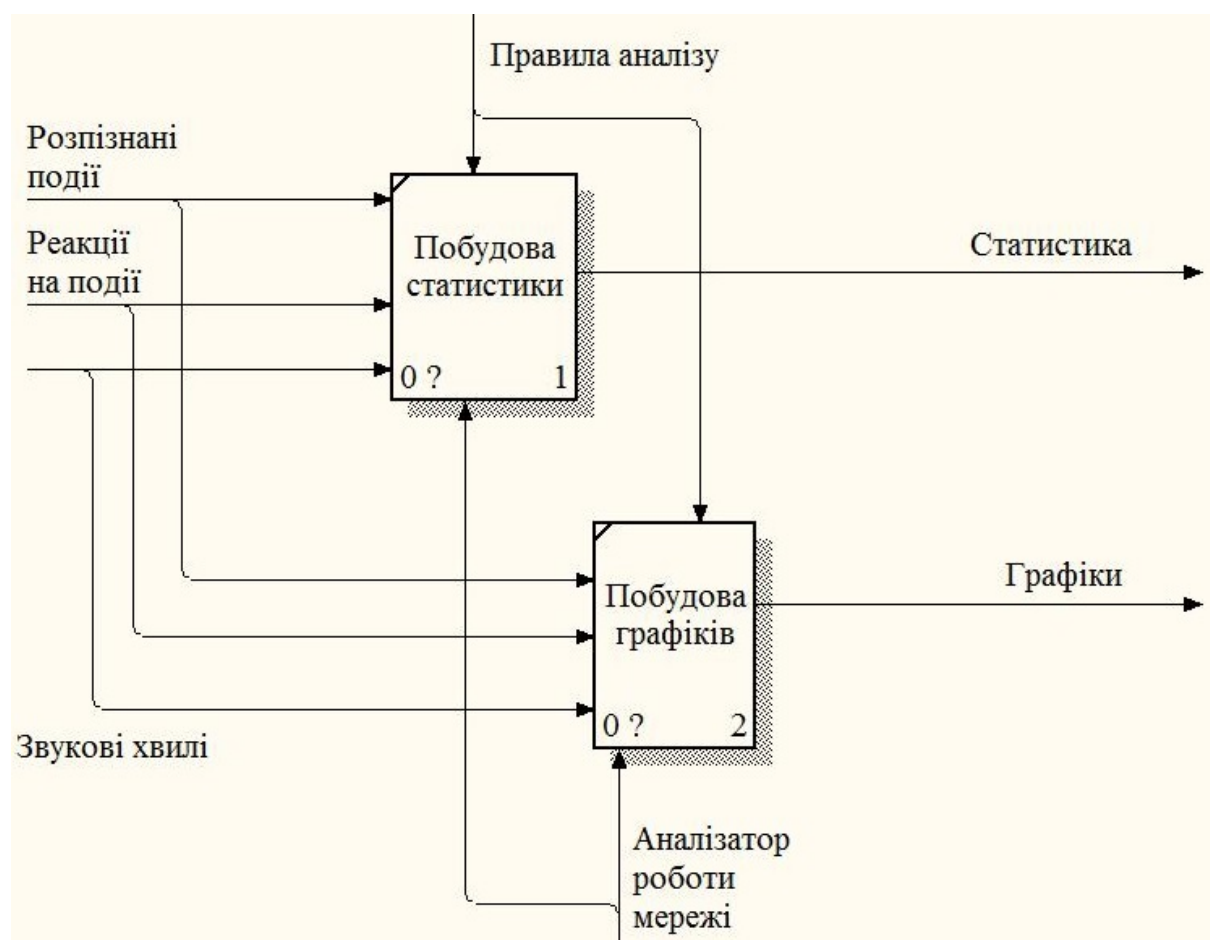 Правила аналізу
Розпізнані
події
Реакції
на події
Побудова
статистики
0 ?
1
Статистика
Побудова
графіків
0 ?
2
Графіки
Звукові хвилі
Аналізатор
роботи
мережі